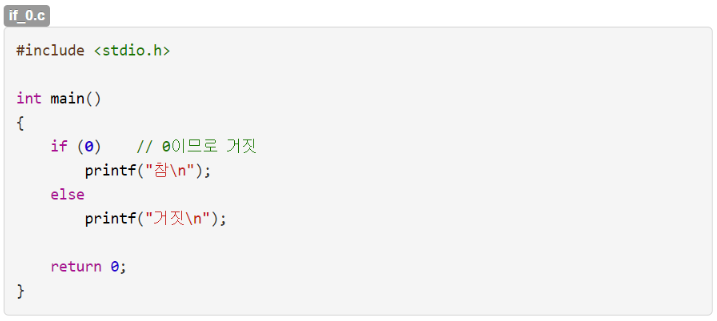 if_0.c
#include <stdio.h>
int main()
{
    if (0)    // 0이므로 거짓
        printf("참\n");
    else
        printf("거짓\n");
    return 0;
}